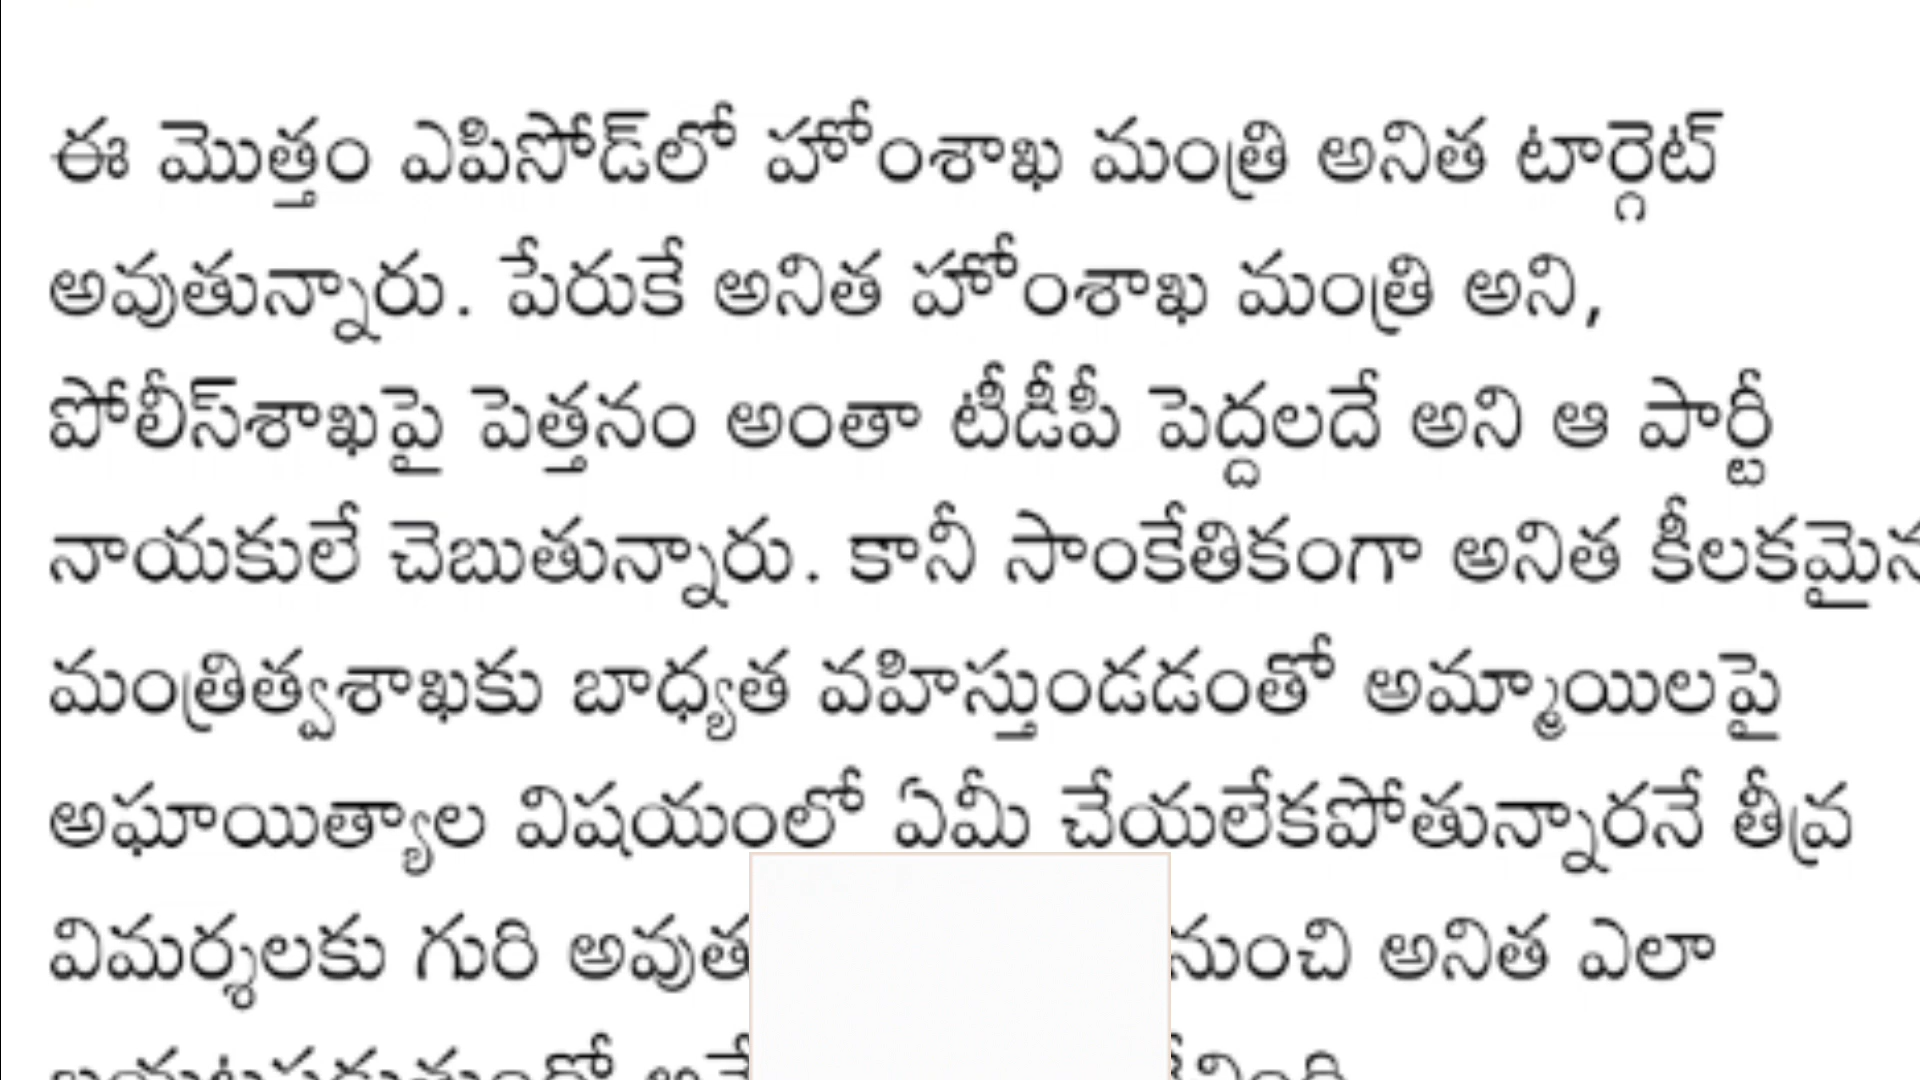 ఈ మొత్తం ఎపిసోడ్‌లో హోంశాఖ మంత్రి అనిత టార్గెట్
అవుతున్నారు. పేరుకే అనిత హోంశాఖ మంత్రి అని,
పోలీస్‌శాఖపై పెత్తనం అంతా టీడీపీ పెద్దలదే అని ఆ పార్టీ
నాయకులే చెబుతున్నారు. కానీ సాంకేతికంగా అనిత కీలకమైన
మంత్రిత్వశాఖకు బాధ్యత వహిస్తుండడంతో అమ్మాయిలపై
అఘాయిత్యాల విషయంలో ఏమీ చేయలేకపోతున్నారనే తీవ్ర
విమర్శలకు గురి నుంచి అనిత ఎలా